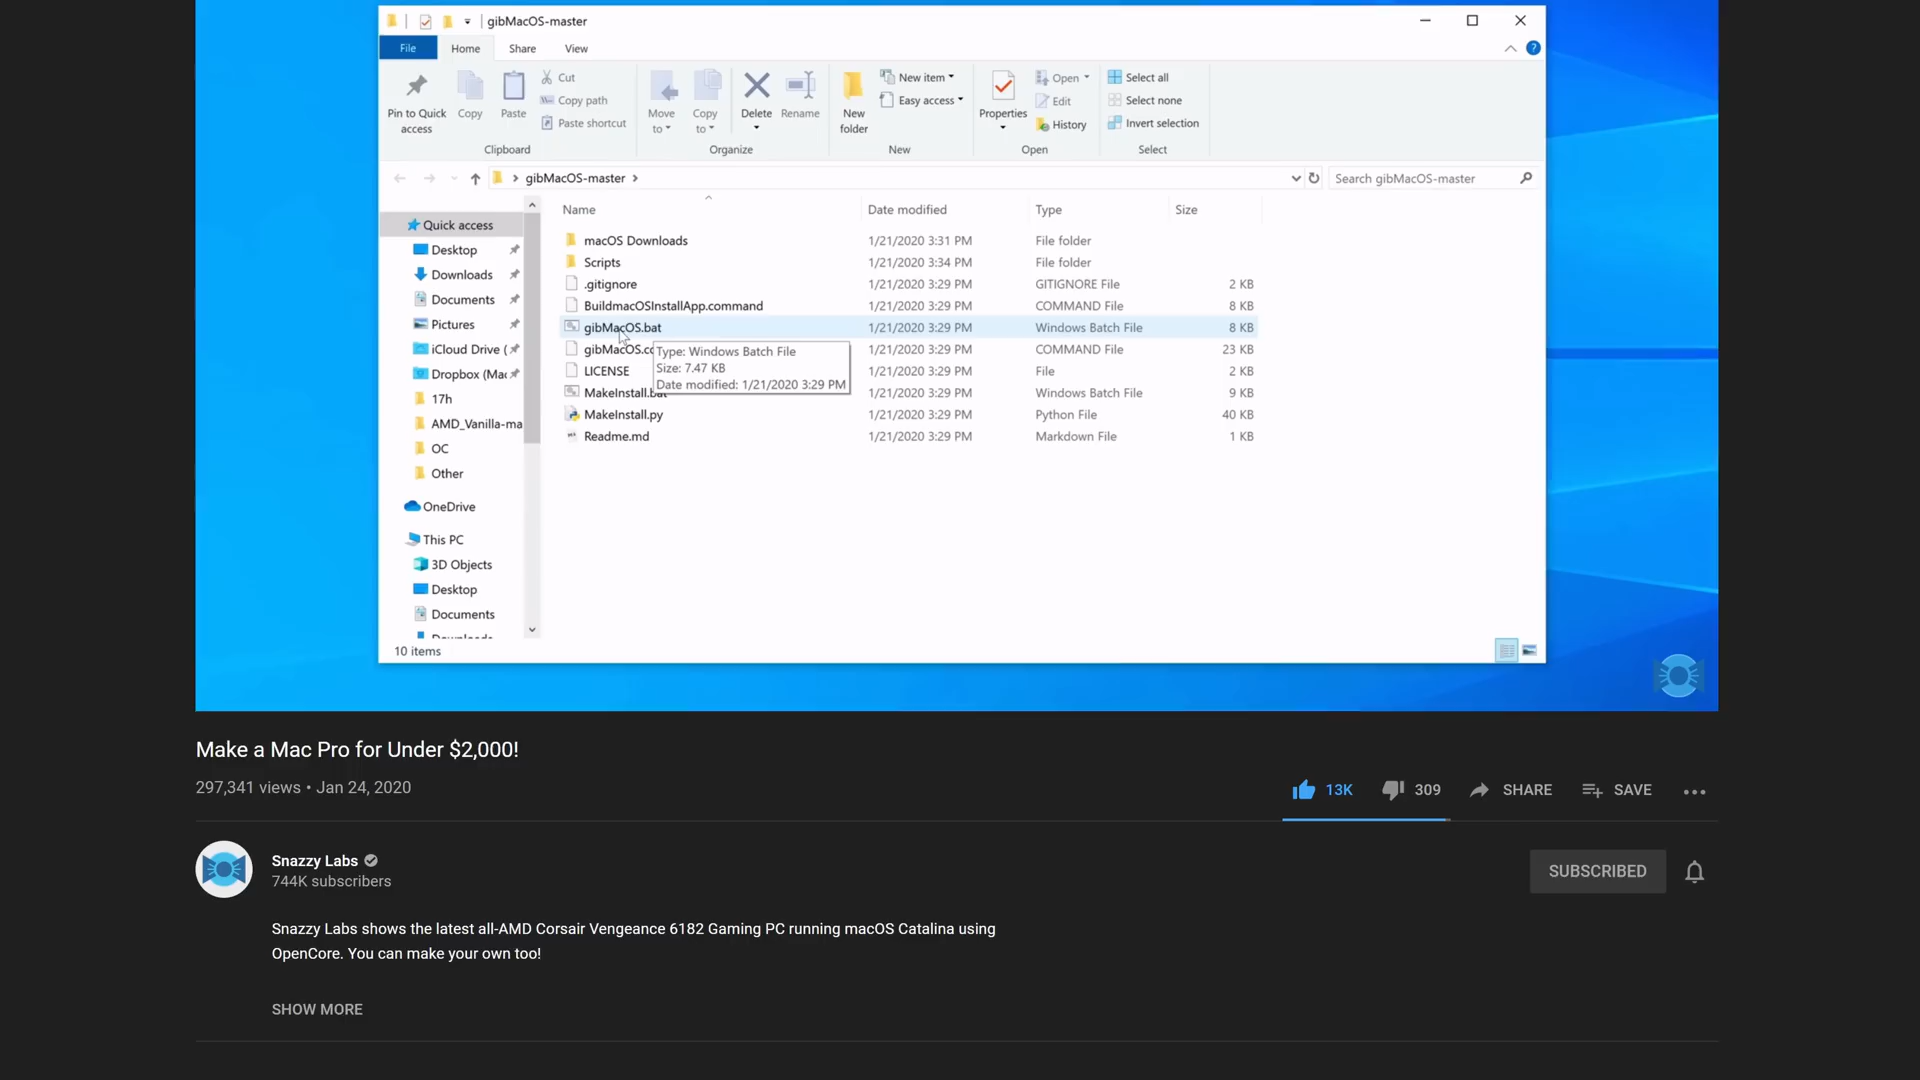 gibMacOS-master
File Home Share View
Pin to Quick access
Copy
Paste
Cut
Copy path
Paste shortcut
Clipboard
Move to
Copy to
Delete
Rename
Organize
New folder
New item
Easy access
New
Properties
Open
Edit
History
Open
Select all
Select none
Invert selection
Select
gibMacOS-master
Search gibMacOS-master
Name Date modified Type Size
macOS Downloads 1/21/2020 3:31 PM File folder
Scripts 1/21/2020 3:34 PM File folder
.gitignore 1/21/2020 3:29 PM GITIGNORE File 2 KB
BuildmacOSInstallApp.command 1/21/2020 3:29 PM COMMAND File 8 KB
gibMacOS.bat 1/21/2020 3:29 PM Windows Batch File 8 KB
gibMacOS.co 1/21/2020 3:29 PM COMMAND File 23 KB
LICENSE 1/21/2020 3:29 PM File 2 KB
MakeInstall.bat 1/21/2020 3:29 PM Windows Batch File 9 KB
MakeInstall.py 1/21/2020 3:29 PM Python File 40 KB
Readme.md 1/21/2020 3:29 PM Markdown File 1 KB
Type: Windows Batch File
Size: 7.47 KB
Date modified: 1/21/2020 3:29 PM
Quick access
Desktop
Downloads
Documents
Pictures
iCloud Drive (
Dropbox (Mac
17h
AMD_Vanilla-ma
OC
Other
OneDrive
This PC
3D Objects
Desktop
Documents
10 items
Make a Mac Pro for Under $2,000!
297,341 views • Jan 24, 2020
13K 309 SHARE SAVE
Snazzy Labs
744K subscribers
SUBSCRIBED
Snazzy Labs shows the latest all-AMD Corsair Vengeance 6182 Gaming PC running macOS Catalina using
OpenCore. You can make your own too!
SHOW MORE